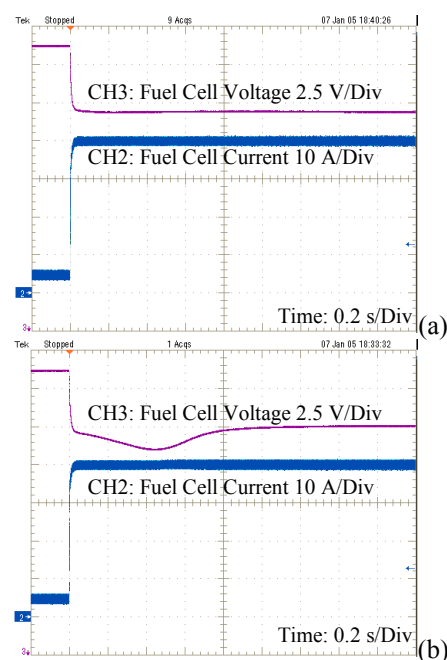 Tek Stopped 9 Acqs 07 Jan 05 18:40:26
CH3: Fuel Cell Voltage 2.5 V/Div
CH2: Fuel Cell Current 10 A/Div
2
Time: 0.2 s/Div
3
(a)
Tek Stopped 1 Acqs 07 Jan 05 18:33:32
CH3: Fuel Cell Voltage 2.5 V/Div
CH2: Fuel Cell Current 10 A/Div
2
Time: 0.2 s/Div
3
(b)